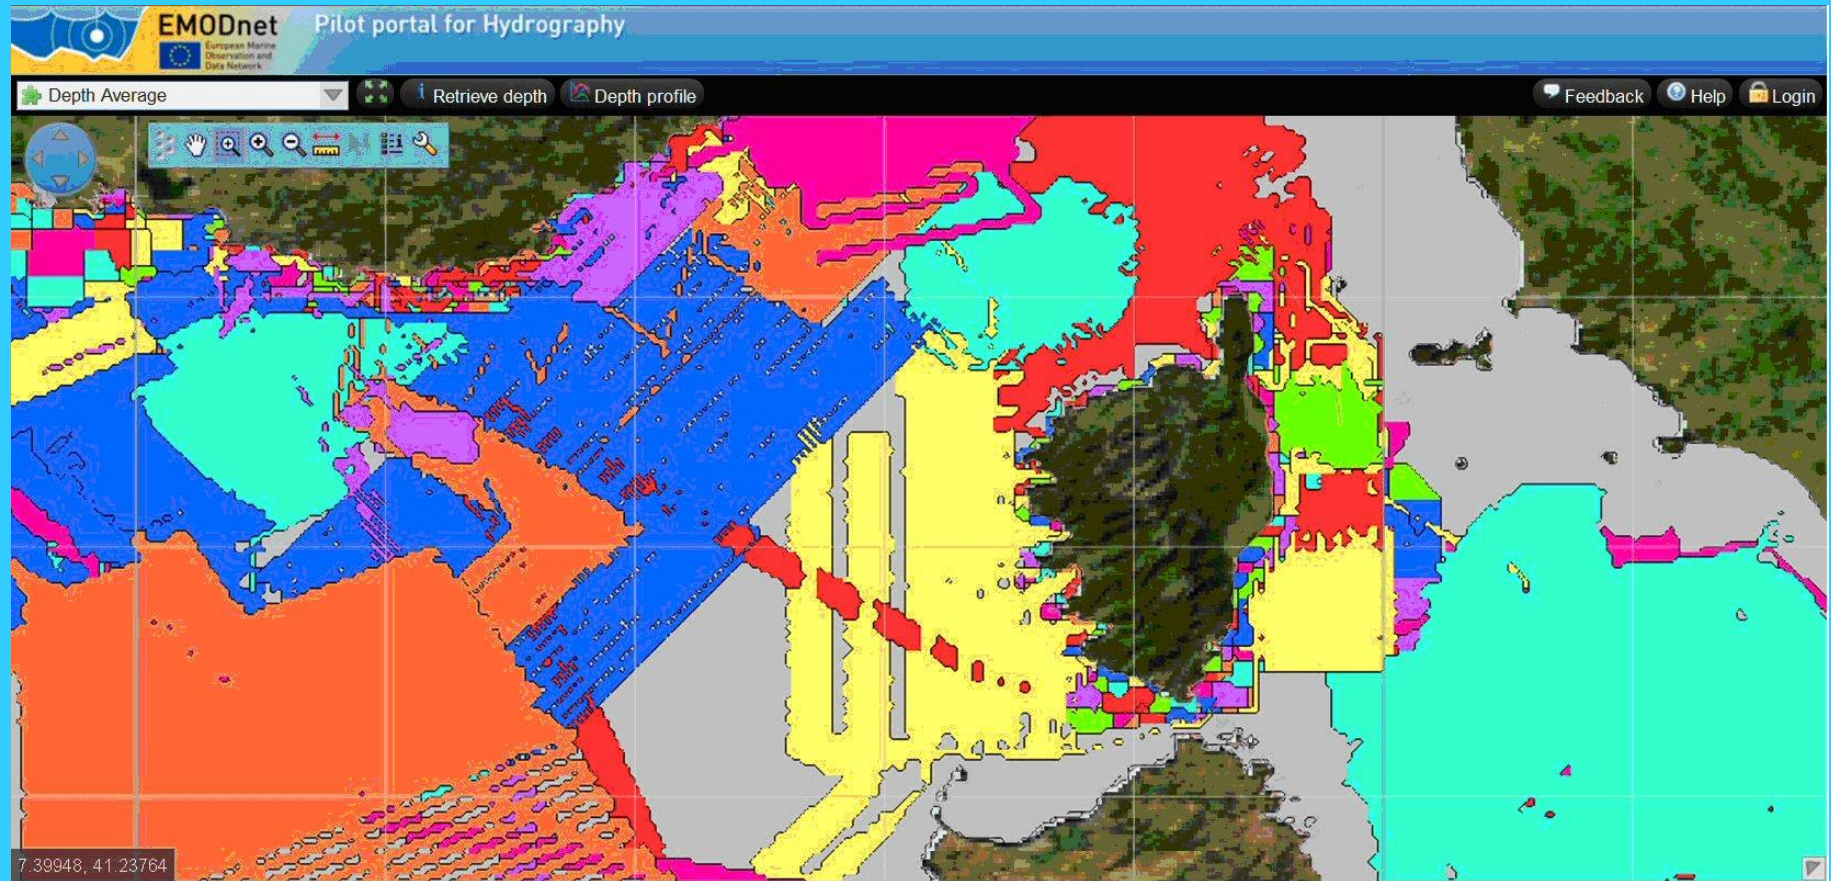 EMODnet
European Marine
Observation and
Data Network
Pilot portal for Hydrography
Depth Average
i Retrieve depth
Depth profile
Feedback
Help
Login
7.39948, 41.23764